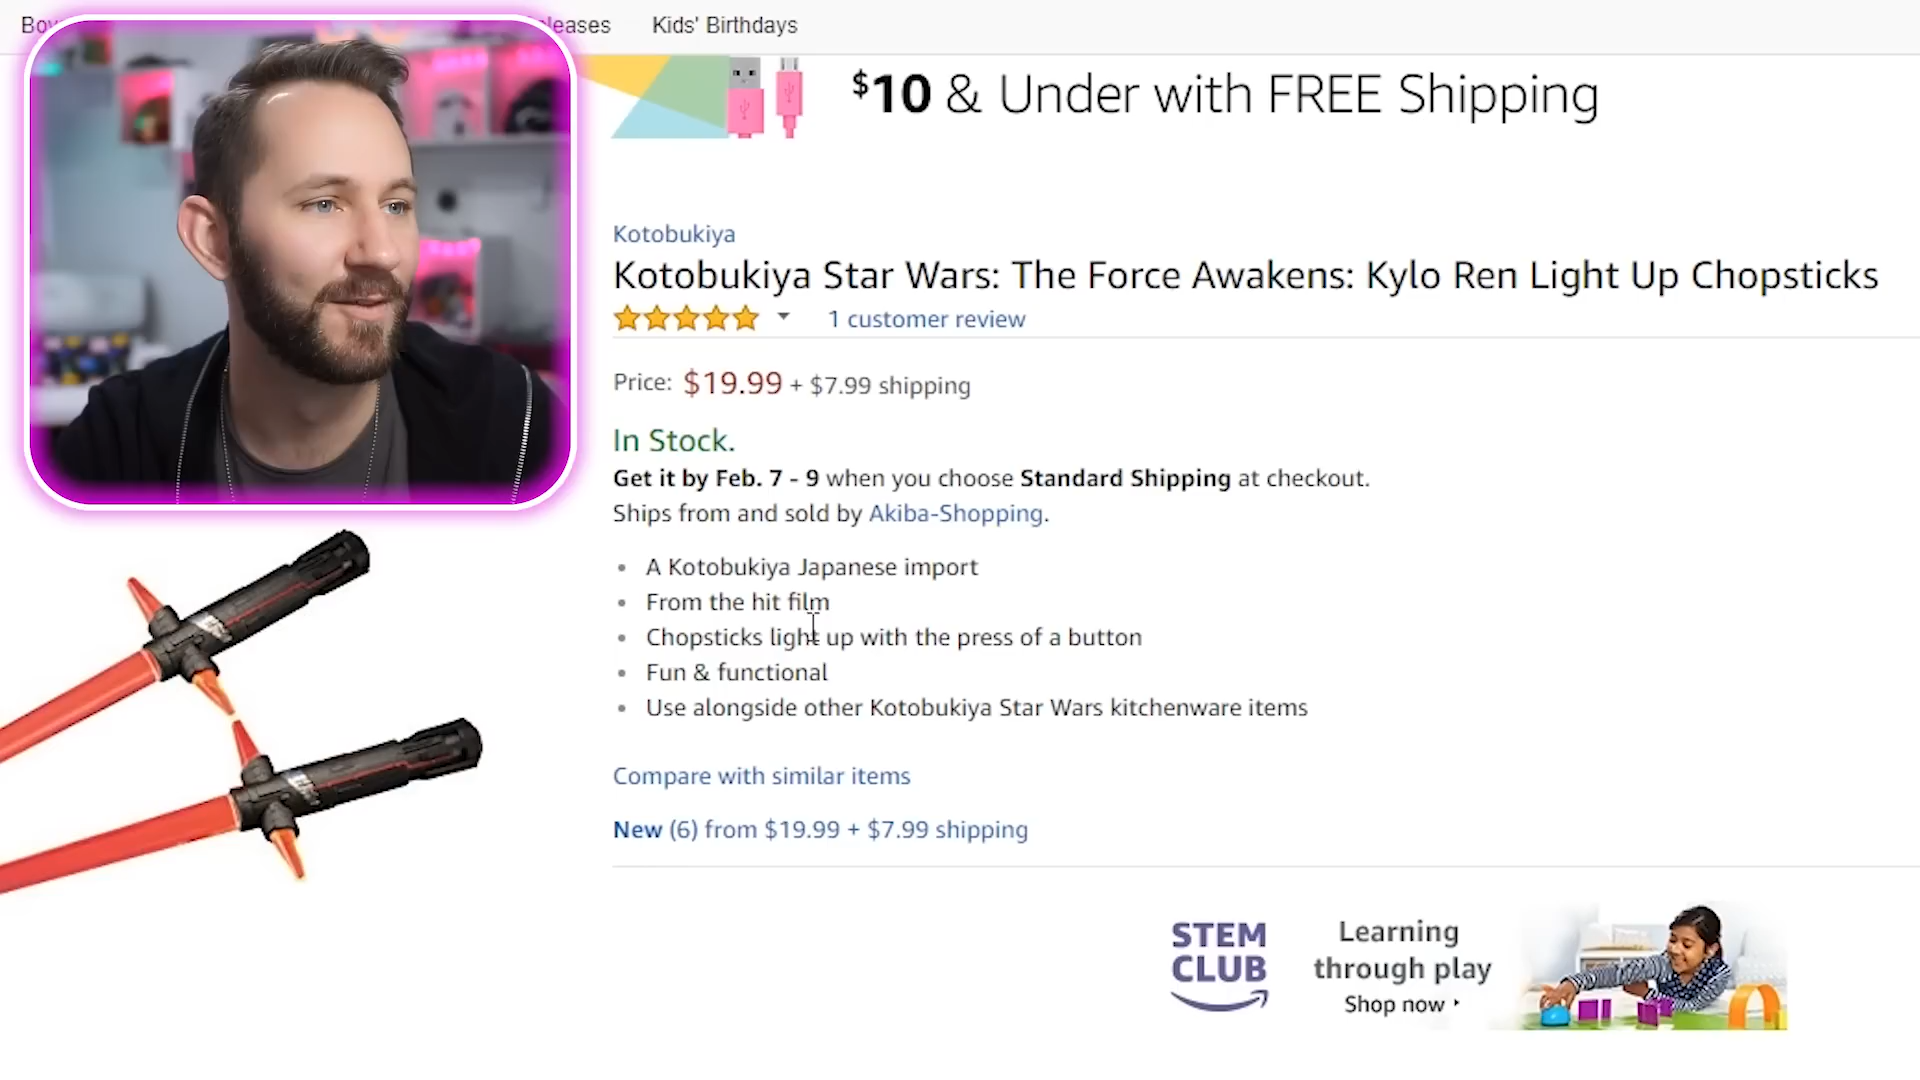 Kids' Birthdays
$10 & Under with FREE Shipping
Kotobukiya
Kotobukiya Star Wars: The Force Awakens: Kylo Ren Light Up Chopsticks
1 customer review
Price: $19.99 + $7.99 shipping
In Stock.
Get it by Feb. 7 - 9 when you choose Standard Shipping at checkout.
Ships from and sold by Akiba-Shopping.
• A Kotobukiya Japanese import
• From the hit film
• Chopsticks light up with the press of a button
• Fun & functional
• Use alongside other Kotobukiya Star Wars kitchenware items
Compare with similar items
New (6) from $19.99 + $7.99 shipping
STEM
CLUB
Learning
through play
Shop now